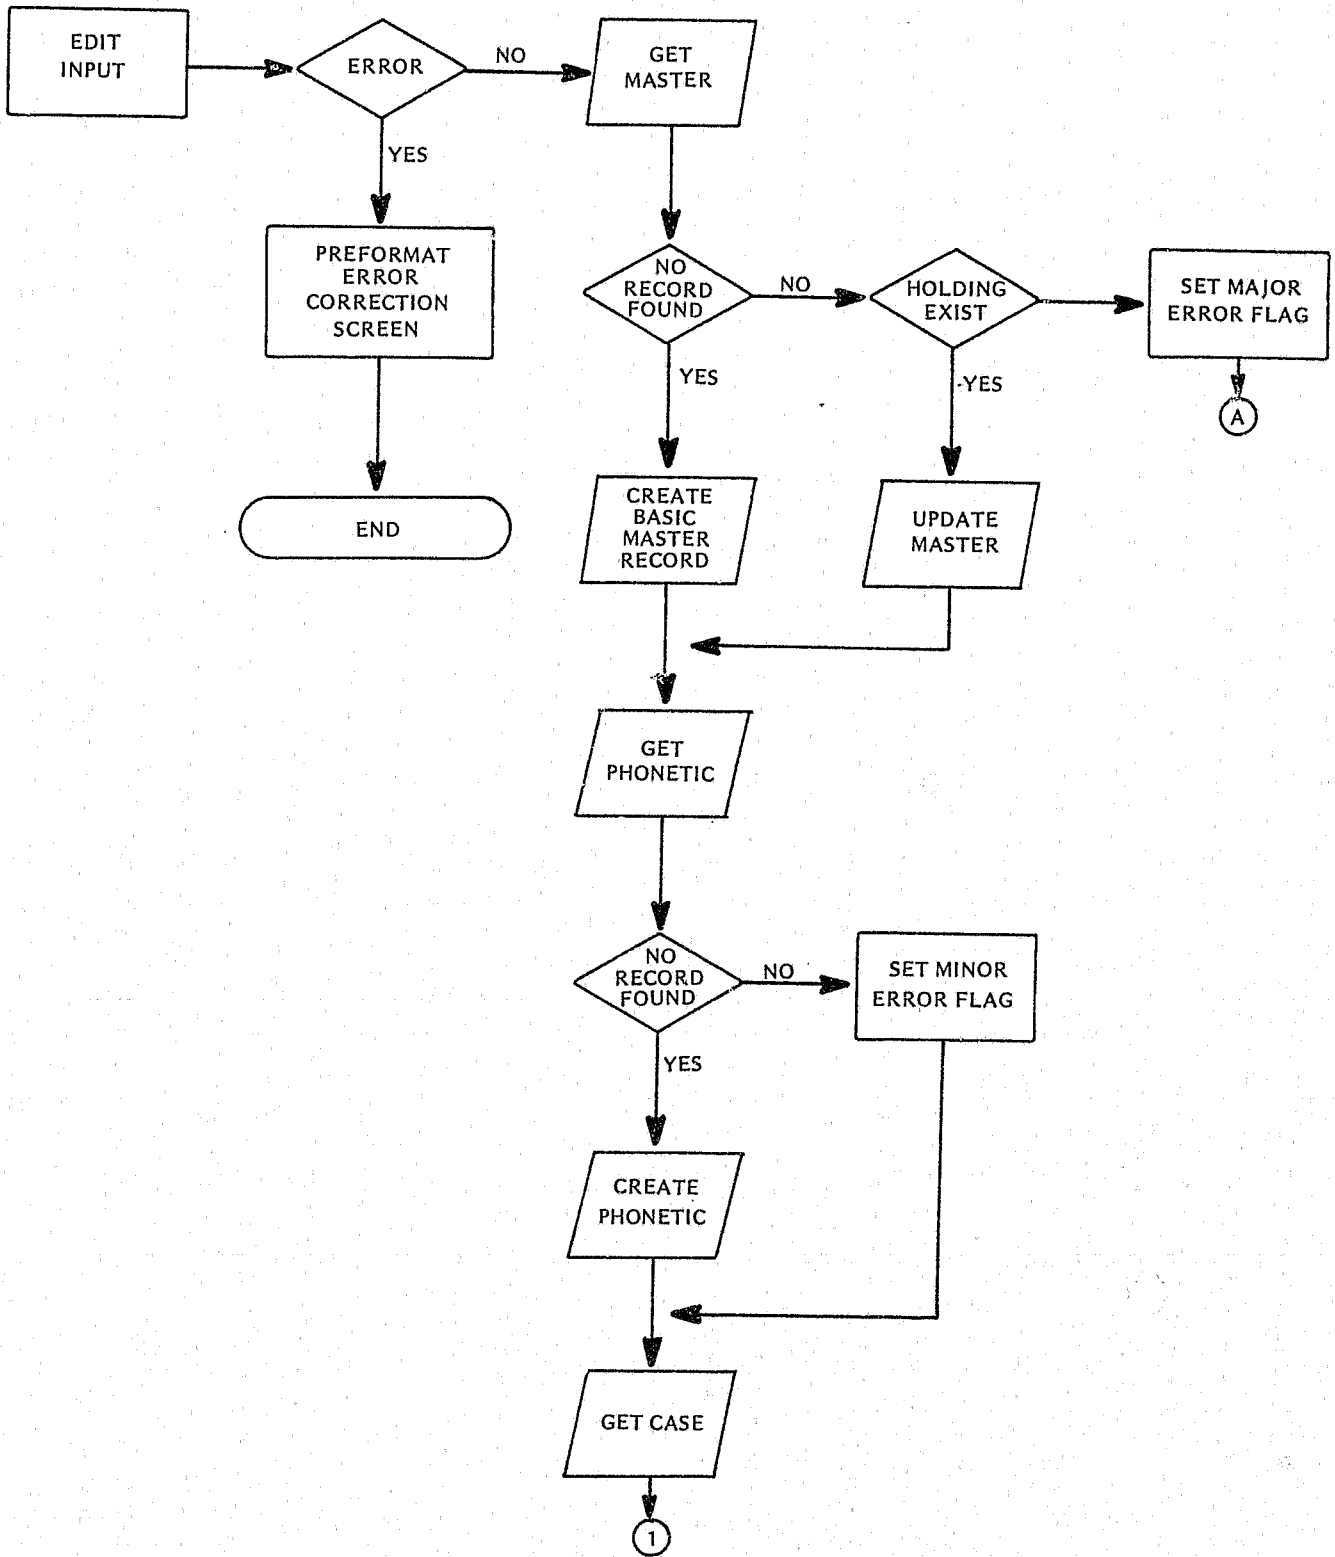 EDIT
INPUT
ERROR
NO
GET
MASTER
YES
PREFORMAT
ERROR
CORRECTION
SCREEN
END
NO
RECORD
FOUND
NO
HOLDING
EXIST
SET MAJOR
ERROR FLAG
A
YES
YES
CREATE
BASIC
MASTER
RECORD
UPDATE
MASTER
GET
PHONETIC
NO
RECORD
FOUND
NO
SET MINOR
ERROR FLAG
YES
CREATE
PHONETIC
GET CASE
1